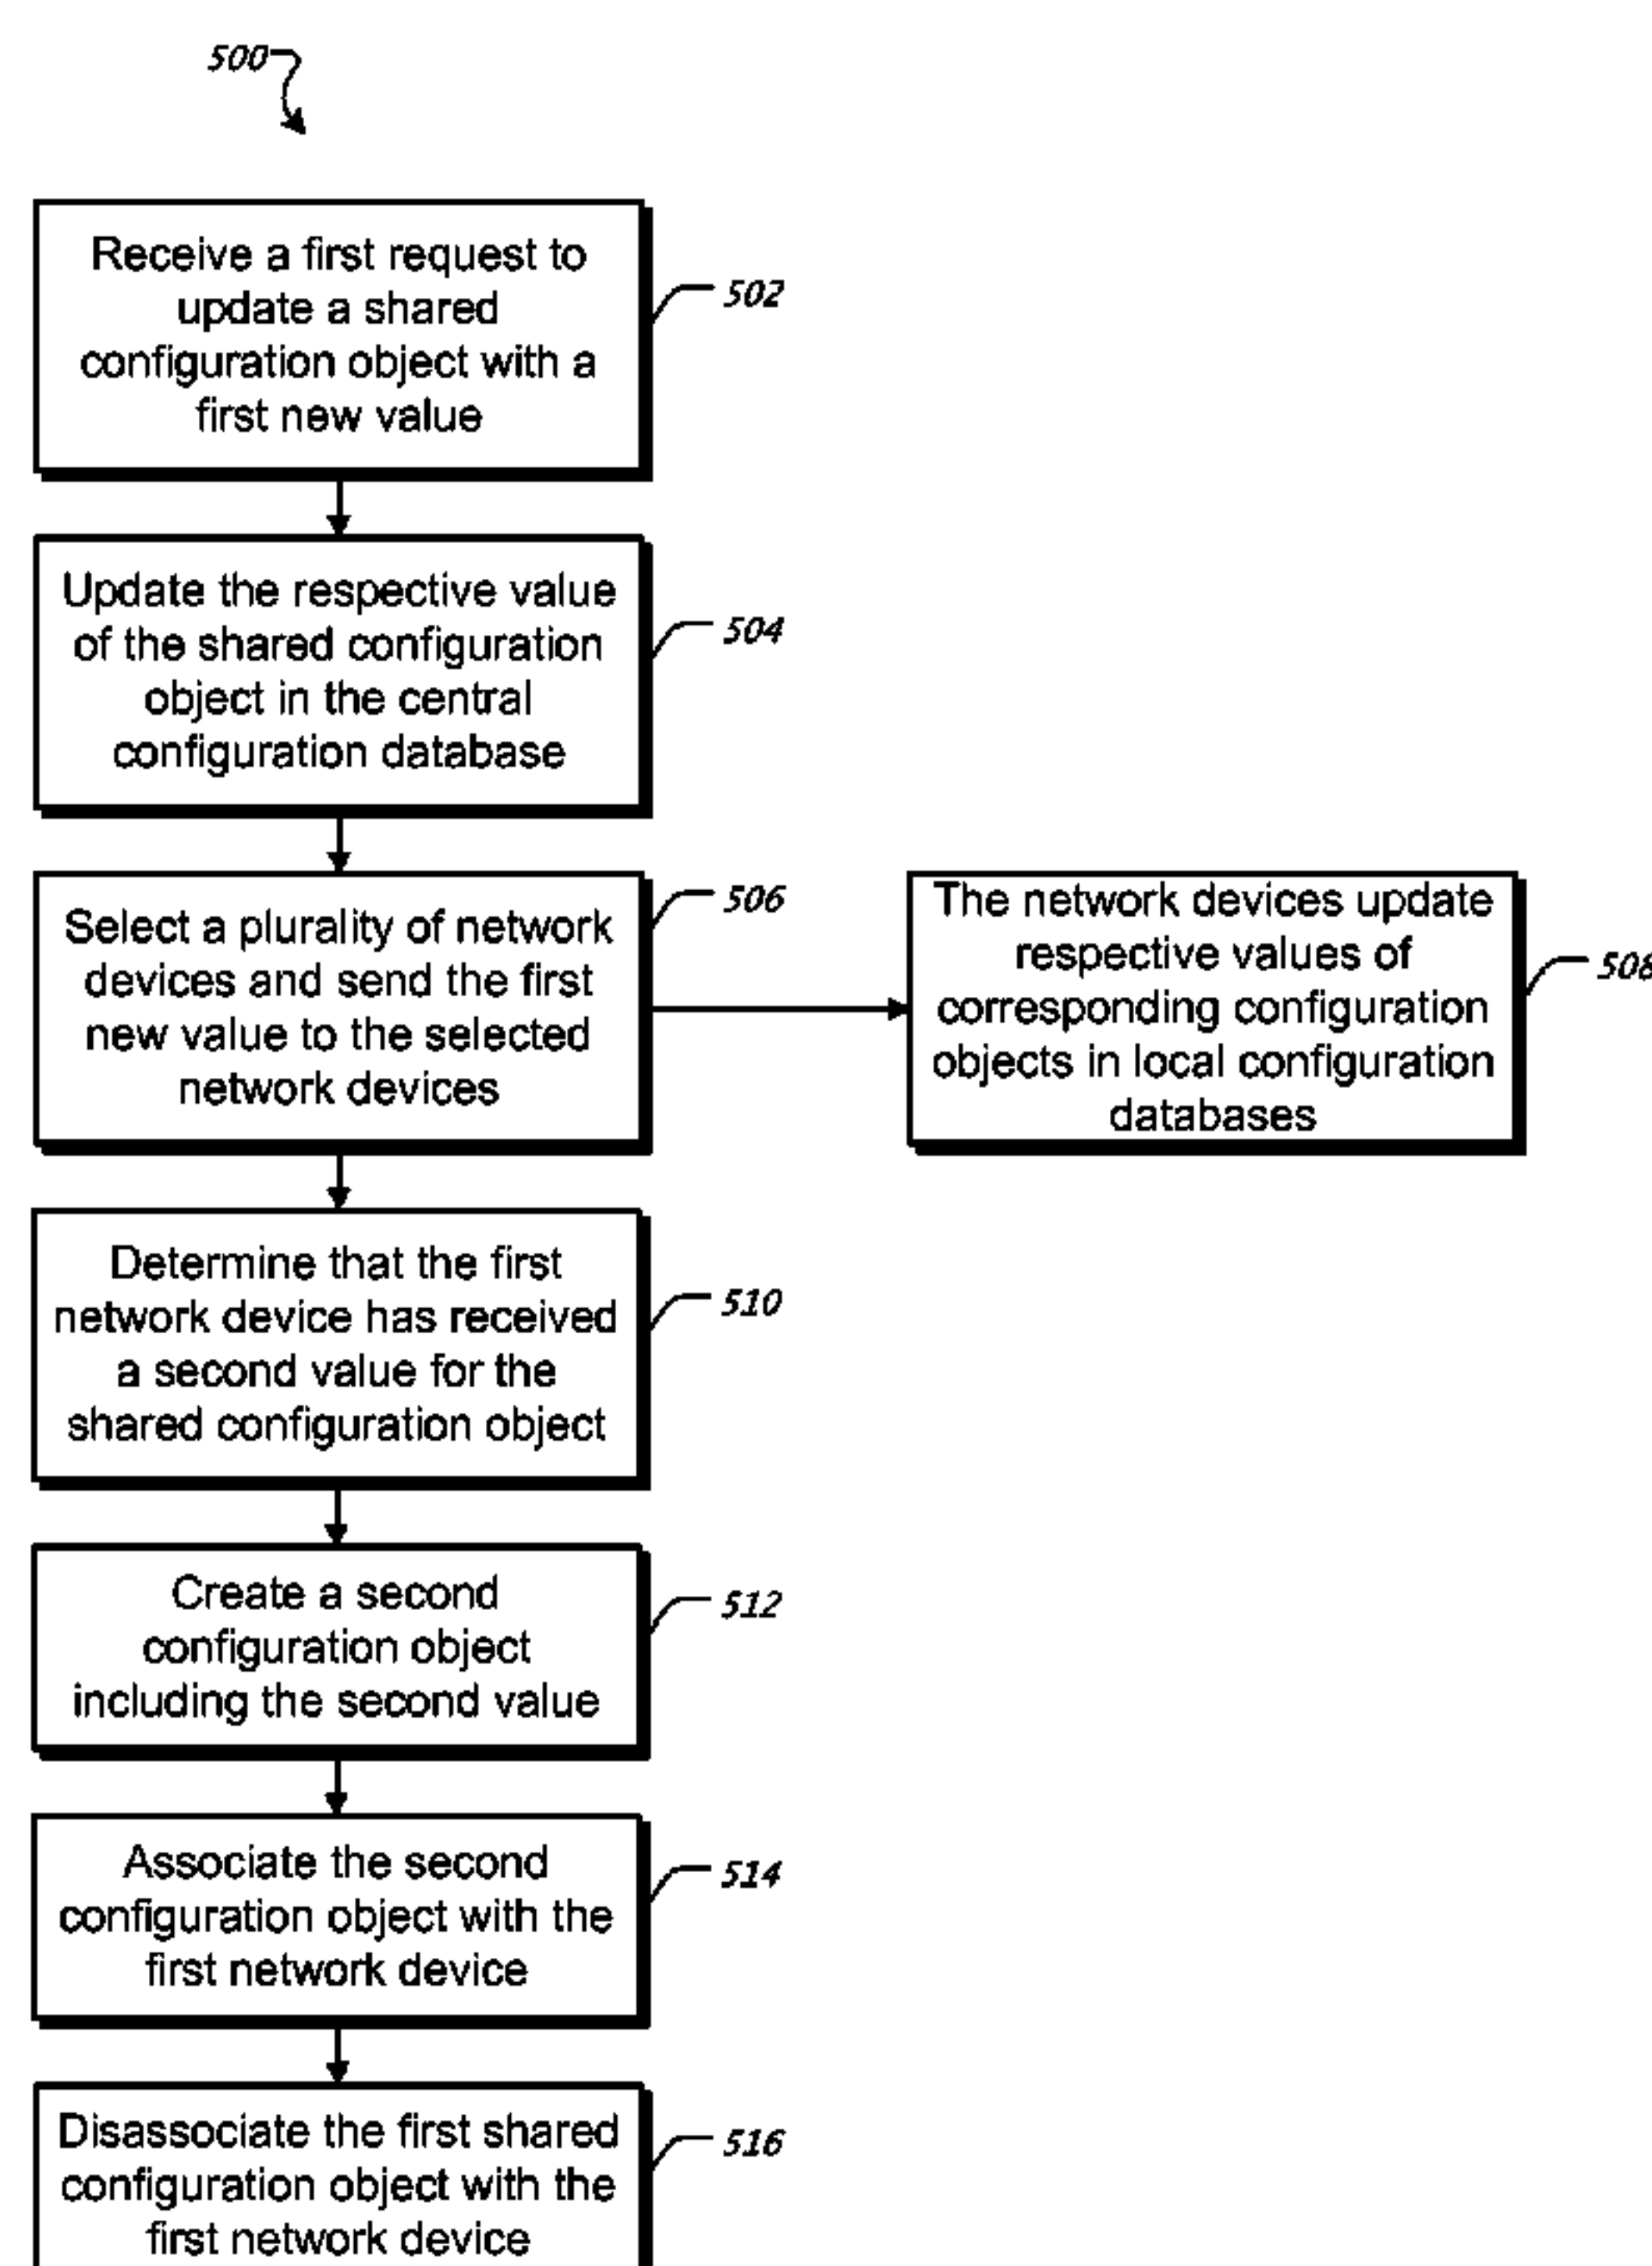 500
Receive a first request to
update a shared
configuration object with a
first new value
502
Update the respective value
of the shared configuration
object in the central
configuration database
504
Select a plurality of network
devices and send the first
new value to the selected
network devices
506
The network devices update
respective values of
corresponding configuration
objects in local configuration
databases
508
Determine that the first
network device has received
a second value for the
shared configuration object
510
Create a second
configuration object
including the second value
512
Associate the second
configuration object with the
first network device
514
Disassociate the first shared
configuration object with the
first network device
516